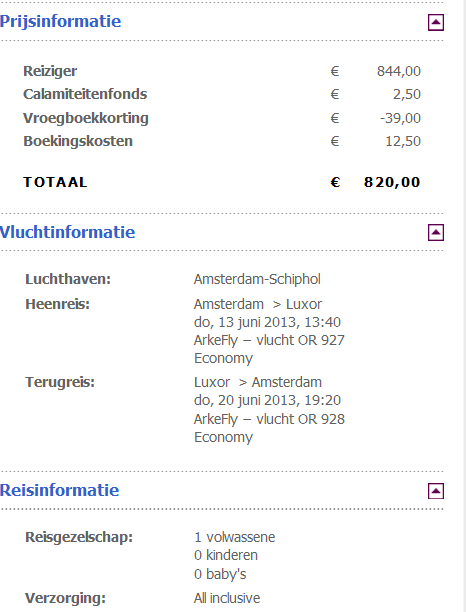 Prijsinformatie
Reiziger € 844,00
Calamiteitenfonds € 2,50
Vroegboekkorting € -39,00
Boekingskosten € 12,50
TOTAAL € 820,00
Vluchtinformatie
Luchthaven: Amsterdam-Schiphol
Heenreis: Amsterdam > Luxor
do, 13 juni 2013, 13:40
ArkeFly – vlucht OR 927
Economy
Terugreis: Luxor > Amsterdam
do, 20 juni 2013, 19:20
ArkeFly – vlucht OR 928
Economy
Reisinformatie
Reisgezelschap: 1 volwassene
0 kinderen
0 baby's
Verzorging: All inclusive